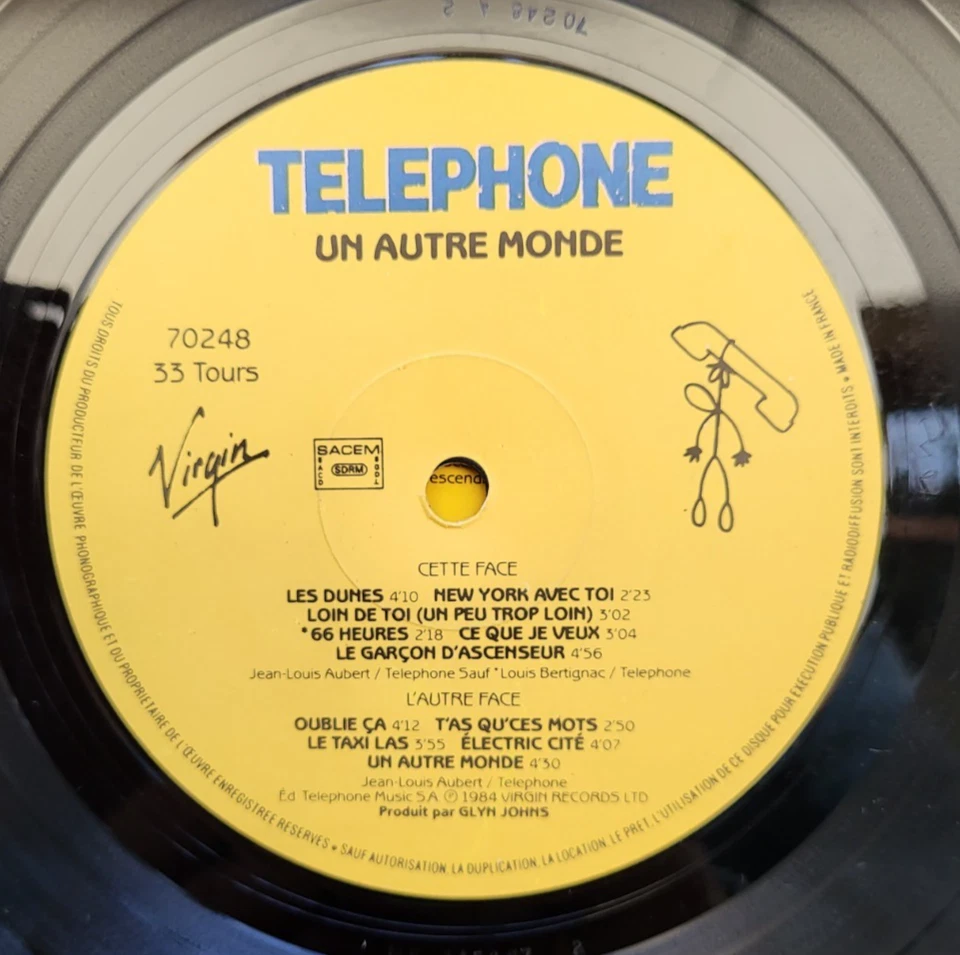 70248 4 2
TELEPHONE
UN AUTRE MONDE
70248
33 Tours
Virgin
SACEM
SACD
SDRM
SGDL
escend
CETTE FACE
LES DUNES 4'10 NEW YORK AVEC TOI 2'23
LOIN DE TOI (UN PEU TROP LOIN) 3'02
*66 HEURES 2'18 CE QUE JE VEUX 3'04
LE GARÇON D'ASCENSEUR 4'56
Jean-Louis Aubert / Telephone Sauf *Louis Bertignac / Telephone
L'AUTRE FACE
OUBLIE ÇA 4'12 T'AS QU'CES MOTS 2'50
LE TAXI LAS 3'55 ÉLECTRIC CITÉ 4'07
UN AUTRE MONDE 4'30
Jean-Louis Aubert / Telephone
Éd Telephone Music S.A ℗ 1984 VIRGIN RECORDS LTD
Produit par GLYN JOHNS
TOUS DROITS DU PRODUCTEUR DE L'ŒUVRE PHONOGRAPHIQUE ET DU PROPRIETAIRE DE L'ŒUVRE ENREGISTREE RESERVES • SAUF AUTORISATION, LA DUPLICATION, LA LOCATION, LE PRET, L'UTILISATION DE CE DISQUE POUR EXECUTION PUBLIQUE ET RADIODIFFUSION SONT INTERDITS • MADE IN FRANCE